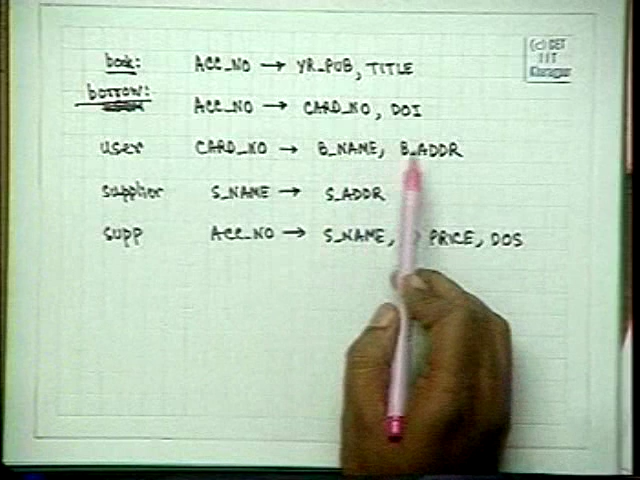 (c) CET
IIT
Kharagpur
book: ACC_NO → YR_PUB, TITLE
borrow: ACC_NO → CARD_NO, DOI
user CARD_NO → B_NAME, B_ADDR
supplier S_NAME → S_ADDR
supp ACC_NO → S_NAME, PRICE, DOS